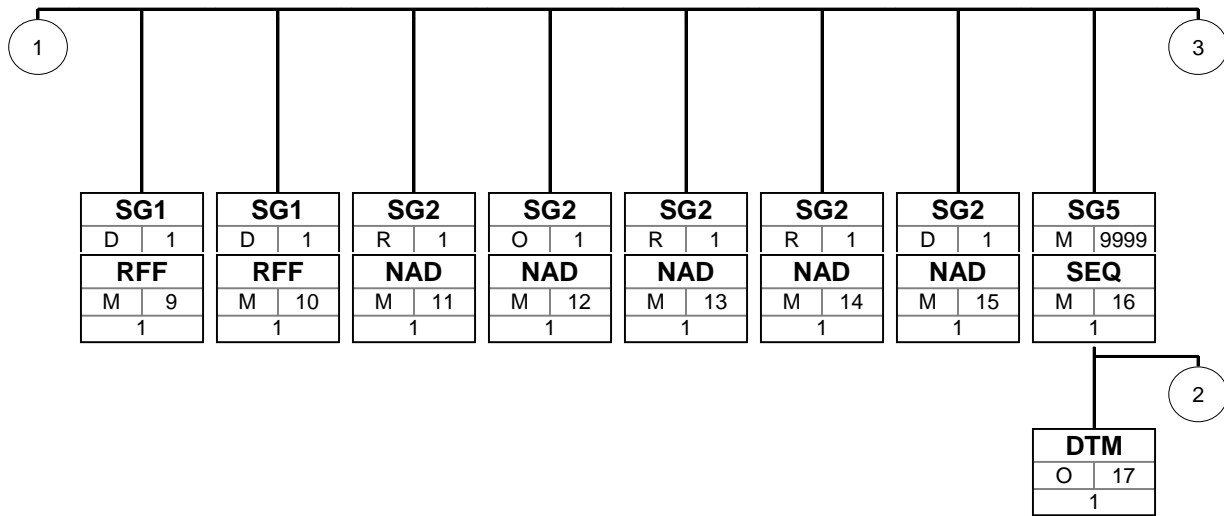 1 3
SG1 SG1 SG2 SG2 SG2 SG2 SG2 SG5
D 1 D 1 R 1 O 1 R 1 R 1 D 1 M 9999
RFF RFF NAD NAD NAD NAD NAD SEQ
M 9 M 10 M 11 M 12 M 13 M 14 M 15 M 16
1 1 1 1 1 1 1 1
2
DTM
O 17
1